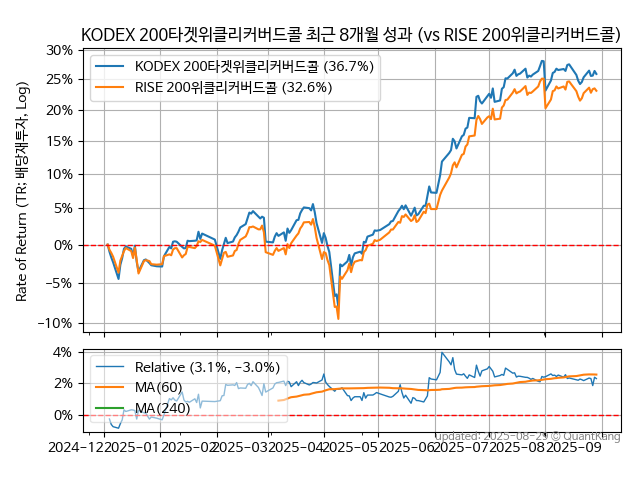 KODEX 200타겟위클리커버드콜 최근 8개월 성과 (vs RISE 200위클리커버드콜)
Rate of Return (TR: 배당재투자, Log)
30%
25%
20%
15%
10%
5%
0%
−5%
−10%
KODEX 200타겟위클리커버드콜 (36.7%)
RISE 200위클리커버드콜 (32.6%)
4%
2%
0%
Relative (3.1%, −3.0%)
MA(60)
MA(240)
updated: 2025-08-29 © QuantKang
2024-12 2025-01 2025-02 2025-03 2025-04 2025-05 2025-06 2025-07 2025-08 2025-09